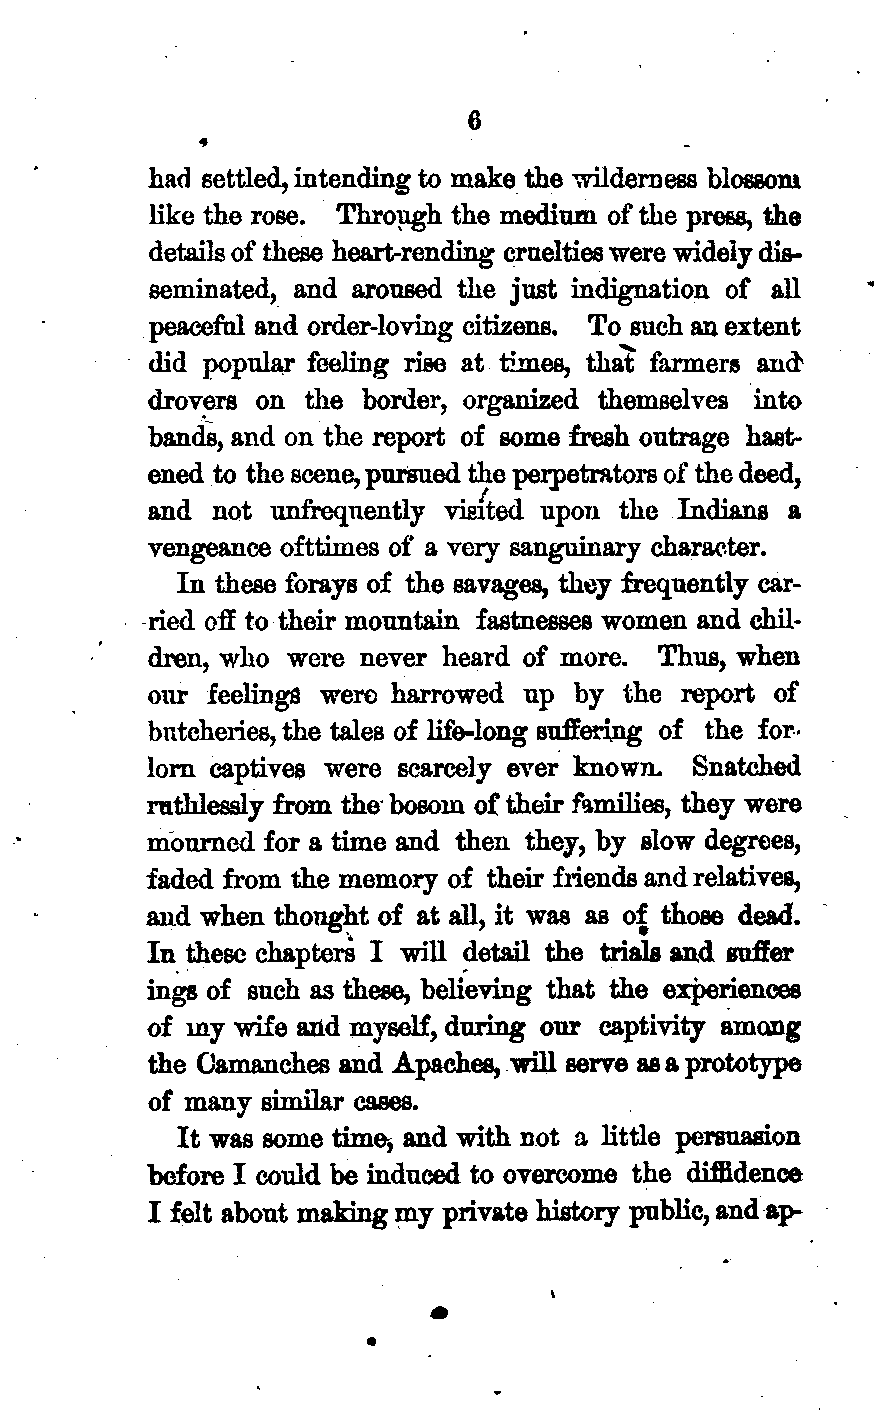 6
had settled, intending to make the wilderness blossom
like the rose. Through the medium of the press, the
details of these heart-rending cruelties were widely dis-
seminated, and aroused the just indignation of all
peaceful and order-loving citizens. To such an extent
did popular feeling rise at times, that farmers and
drovers on the border, organized themselves into
bands, and on the report of some fresh outrage hast-
ened to the scene, pursued the perpetrators of the deed,
and not unfrequently visited upon the Indians a
vengeance ofttimes of a very sanguinary character.
In these forays of the savages, they frequently car-
ried off to their mountain fastnesses women and chil-
dren, who were never heard of more. Thus, when
our feelings were harrowed up by the report of
butcheries, the tales of life-long suffering of the for-
lorn captives were scarcely ever known. Snatched
ruthlessly from the bosom of their families, they were
mourned for a time and then they, by slow degrees,
faded from the memory of their friends and relatives,
and when thought of at all, it was as of those dead.
In these chapters I will detail the trials and suffer
ings of such as these, believing that the experiences
of my wife and myself, during our captivity among
the Camanches and Apaches, will serve as a prototype
of many similar cases.
It was some time, and with not a little persuasion
before I could be induced to overcome the diffidence
I felt about making my private history public, and ap-